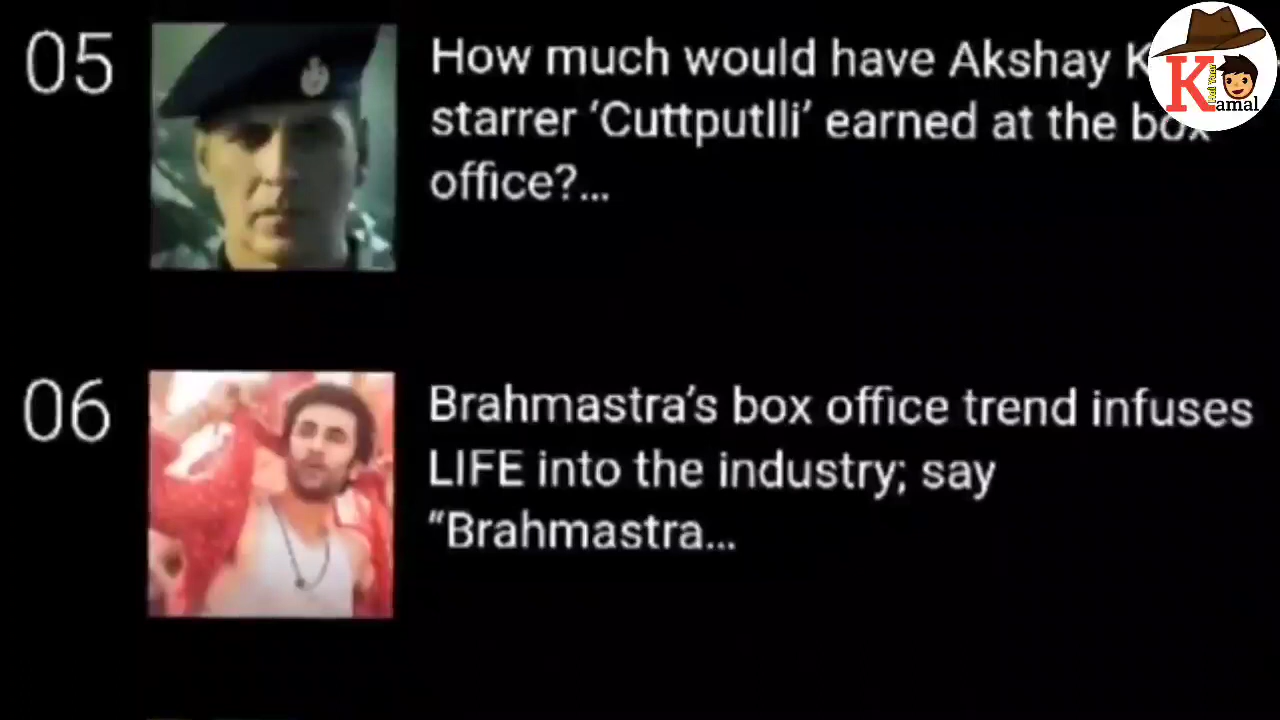 05
How much would have Akshay K
starrer ‘Cuttputlli’ earned at the box
office?...
06
Brahmastra’s box office trend infuses
LIFE into the industry; say
“Brahmastra...
K
amal